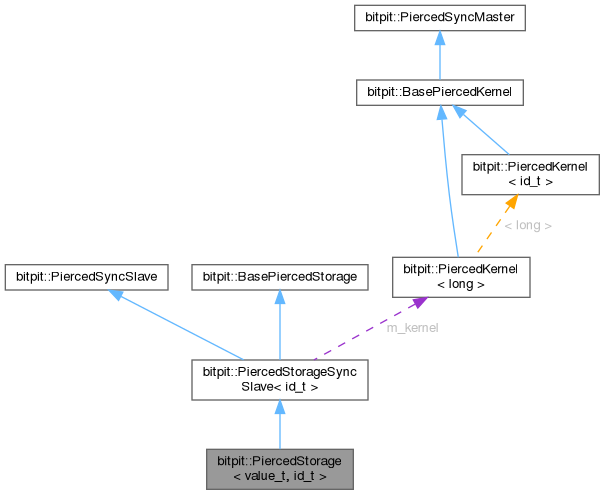 bitpit::PiercedSyncMaster
bitpit::BasePiercedKernel
bitpit::PiercedKernel
< id_t >
< long >
bitpit::PiercedKernel
< long >
bitpit::PiercedSyncSlave
bitpit::BasePiercedStorage
m_kernel
bitpit::PiercedStorageSync
Slave< id_t >
bitpit::PiercedStorage
< value_t, id_t >